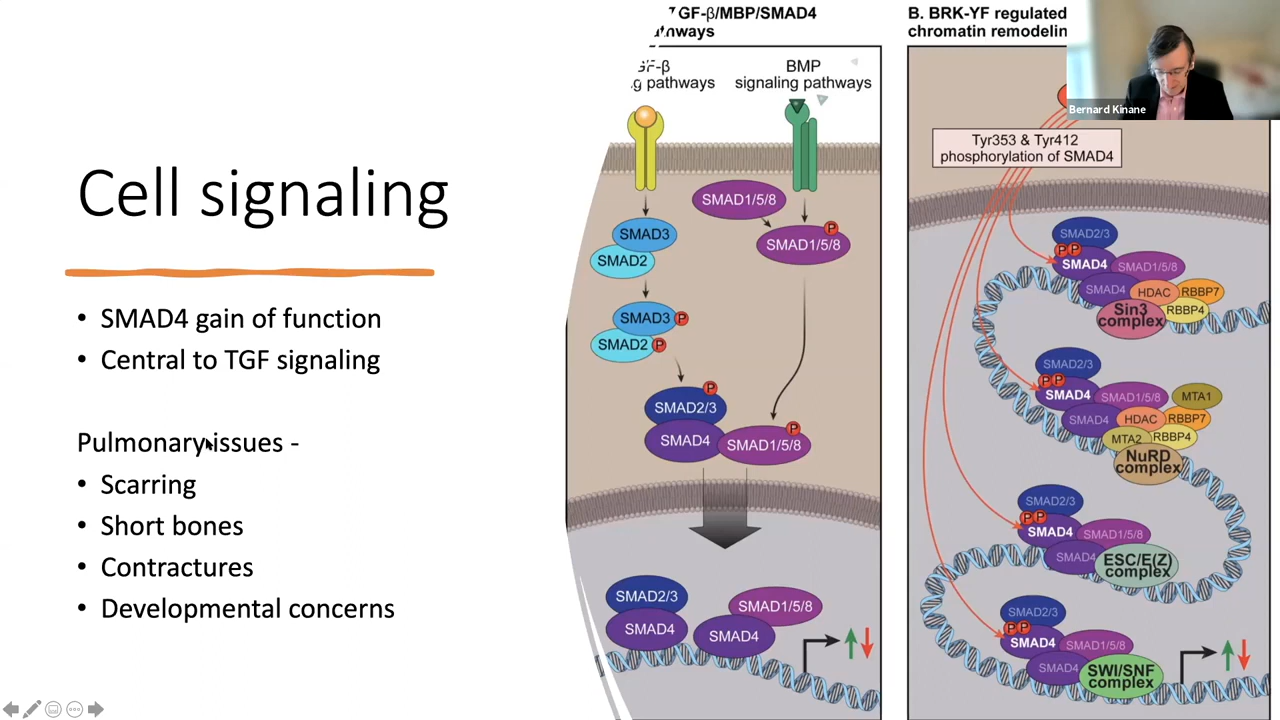 Cell signaling
• SMAD4 gain of function
• Central to TGF signaling
Pulmonary issues -
• Scarring
• Short bones
• Contractures
• Developmental concerns
GF-β/MBP/SMAD4
ways
GF-β
pathways
BMP
signaling pathways
SMAD1/5/8
SMAD3
SMAD2
P
SMAD1/5/8
SMAD3
P
SMAD2
P
P
SMAD2/3
SMAD4
P
SMAD1/5/8
SMAD2/3
SMAD4
SMAD1/5/8
SMAD4
B. BRK-YF regulated
chromatin remodelin
Bernard Kinane
Tyr353 & Tyr412
phosphorylation of SMAD4
SMAD2/3
P P
SMAD4
SMAD1/5/8
SMAD4
HDAC
RBBP7
RBBP4
Sin3
complex
SMAD2/3
P P
SMAD4
SMAD1/5/8
MTA1
SMAD4
HDAC
RBBP7
MTA2
RBBP4
NuRD
complex
SMAD2/3
P P
SMAD4
SMAD1/5/8
SMAD4
ESC/E(Z)
complex
SMAD2/3
P P
SMAD4
SMAD1/5/8
SMAD4
SWI/SNF
complex